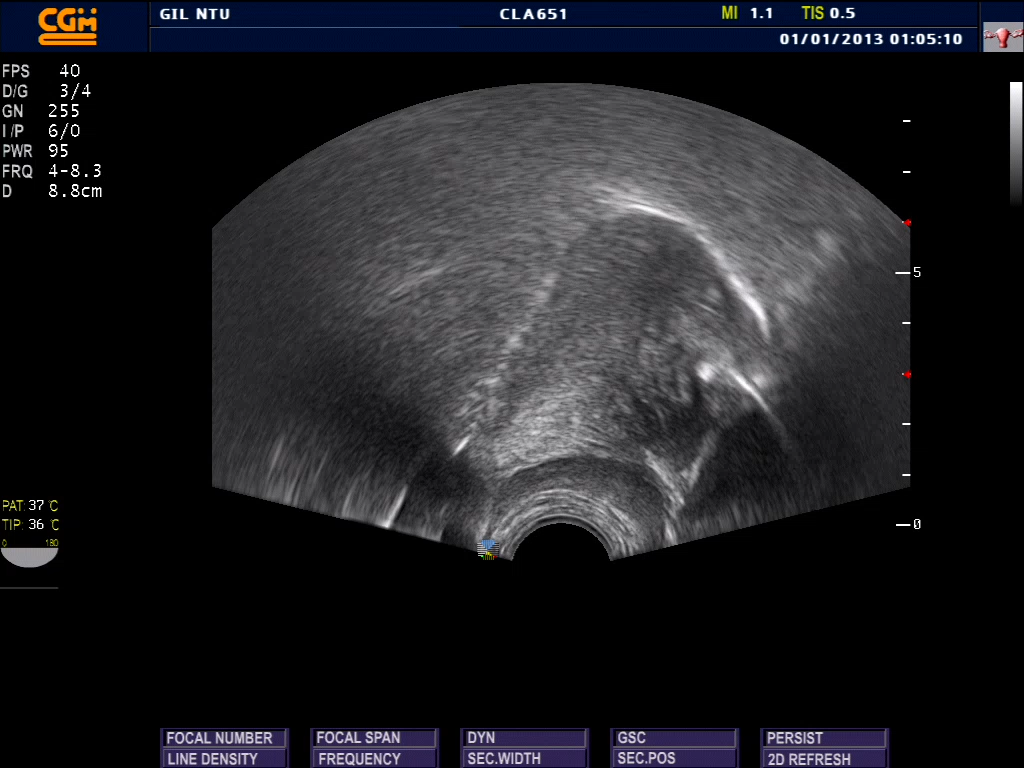 CGM
GIL NTU CLA651 MI 1.1 TIS 0.5
01/01/2013 01:05:10
FPS 40
D/G 3/4
GN 255
I/P 6/0
PWR 95
FRQ 4-8.3
D 8.8cm
5
PAT: 37 °C
TIP: 36 °C
0 180
0
FOCAL NUMBER FOCAL SPAN DYN GSC PERSIST
LINE DENSITY FREQUENCY SEC.WIDTH SEC.POS 2D REFRESH